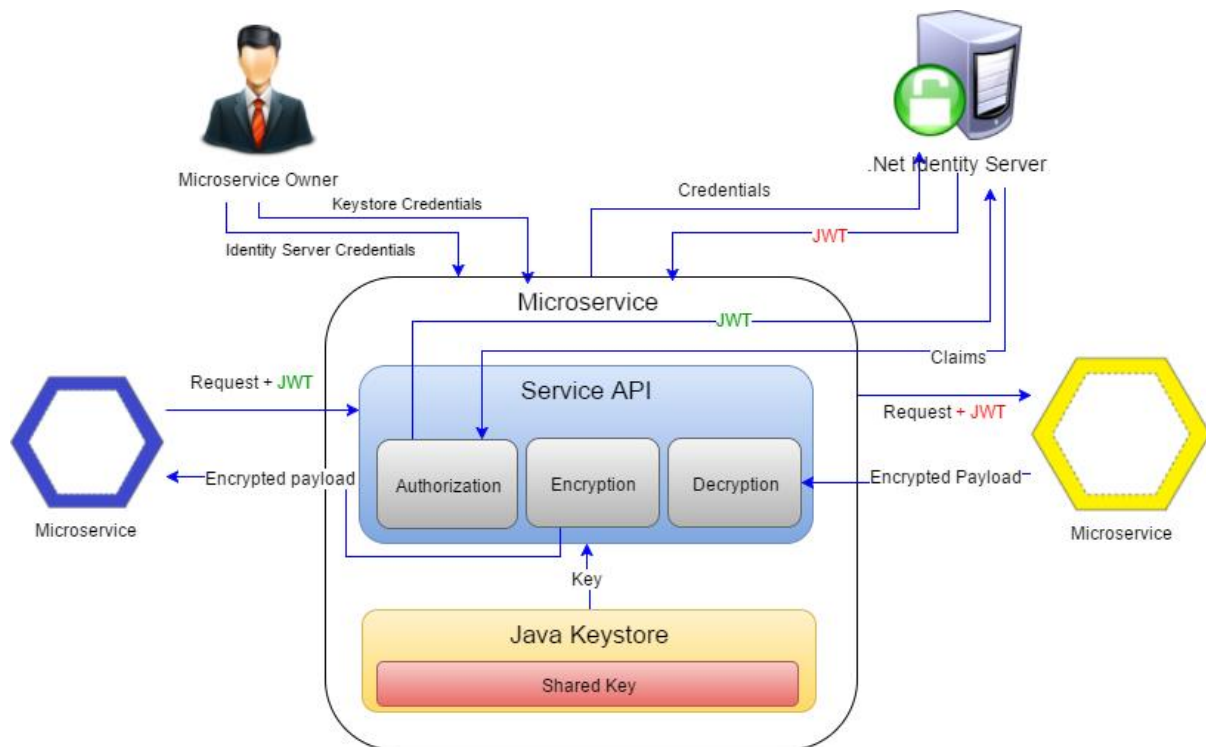 Microservice Owner
.Net Identity Server
Keystore Credentials
Credentials
Identity Server Credentials
JWT
Microservice
JWT
Claims
Request + JWT
Service API
Request + JWT
Encrypted payload
Authorization
Encryption
Decryption
Encrypted Payload
Microservice
Microservice
Key
Java Keystore
Shared Key